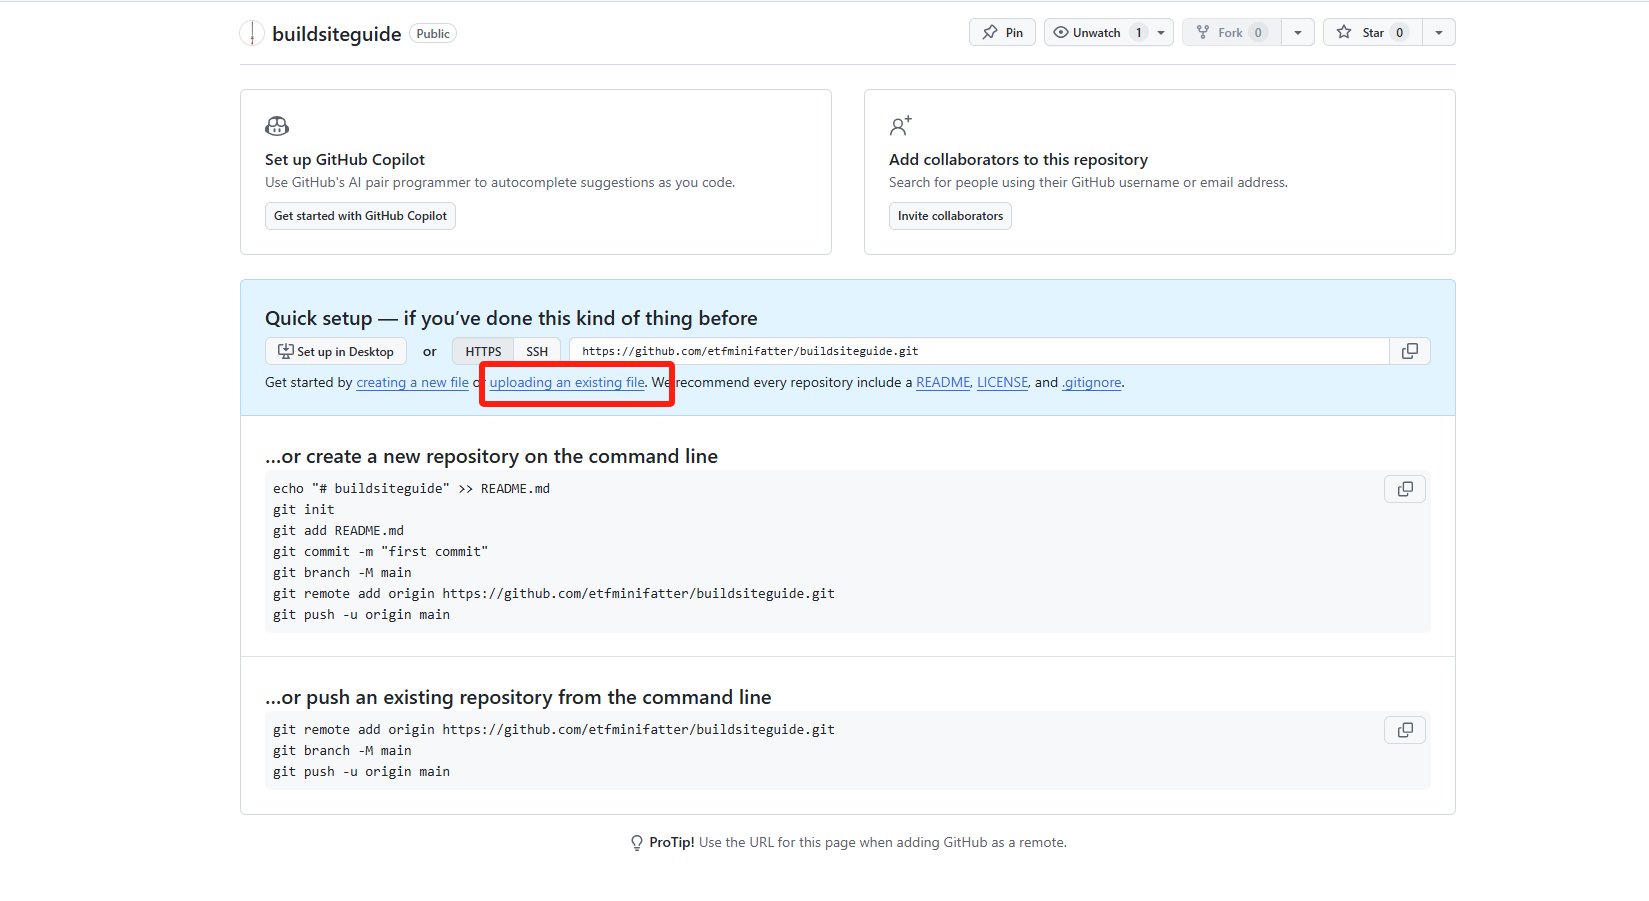 buildsiteguide Public
Pin Unwatch 1 Fork 0 Star 0
Set up GitHub Copilot
Use GitHub's AI pair programmer to autocomplete suggestions as you code.
Get started with GitHub Copilot
Add collaborators to this repository
Search for people using their GitHub username or email address.
Invite collaborators
Quick setup — if you’ve done this kind of thing before
Set up in Desktop or HTTPS SSH https://github.com/etfminifatter/buildsiteguide.git
Get started by creating a new file or uploading an existing file. We recommend every repository include a README, LICENSE, and .gitignore.
…or create a new repository on the command line
echo "# buildsiteguide" >> README.md
git init
git add README.md
git commit -m "first commit"
git branch -M main
git remote add origin https://github.com/etfminifatter/buildsiteguide.git
git push -u origin main
…or push an existing repository from the command line
git remote add origin https://github.com/etfminifatter/buildsiteguide.git
git branch -M main
git push -u origin main
ProTip! Use the URL for this page when adding GitHub as a remote.